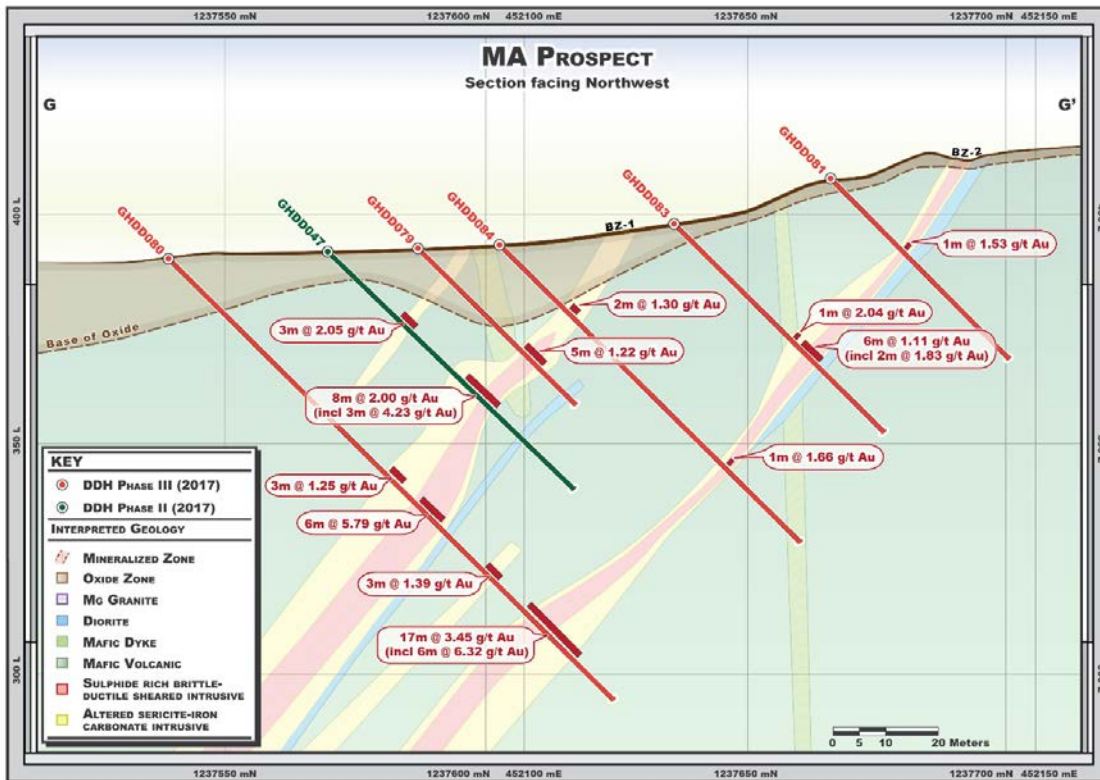 1237550 mN
1237600 mN 452100 mE
1237650 mN
1237700 mN 452150 mE
MA PROSPECT
Section facing Northwest
G
G'
400 L
350 L
300 L
GHDD080
GHDD047
GHDD079
GHDD084
BZ-1
GHDD083
GHDD081
BZ-2
Base of Oxide
1m @ 1.53 g/t Au
2m @ 1.30 g/t Au
3m @ 2.05 g/t Au
1m @ 2.04 g/t Au
5m @ 1.22 g/t Au
6m @ 1.11 g/t Au
(incl 2m @ 1.83 g/t Au)
8m @ 2.00 g/t Au
(incl 3m @ 4.23 g/t Au)
1m @ 1.66 g/t Au
3m @ 1.25 g/t Au
6m @ 5.79 g/t Au
3m @ 1.39 g/t Au
17m @ 3.45 g/t Au
(incl 6m @ 6.32 g/t Au)
KEY
DDH PHASE III (2017)
DDH PHASE II (2017)
INTERPRETED GEOLOGY
MINERALIZED ZONE
OXIDE ZONE
MG GRANITE
DIORITE
MAFIC DYKE
MAFIC VOLCANIC
SULPHIDE RICH BRITTLE-
DUCTILE SHEARED INTRUSIVE
ALTERED SERICITE-IRON
CARBONATE INTRUSIVE
0 5 10 20 Meters
1237550 mN
1237600 mN 452100 mE
1237650 mN
1237700 mN 452150 mE